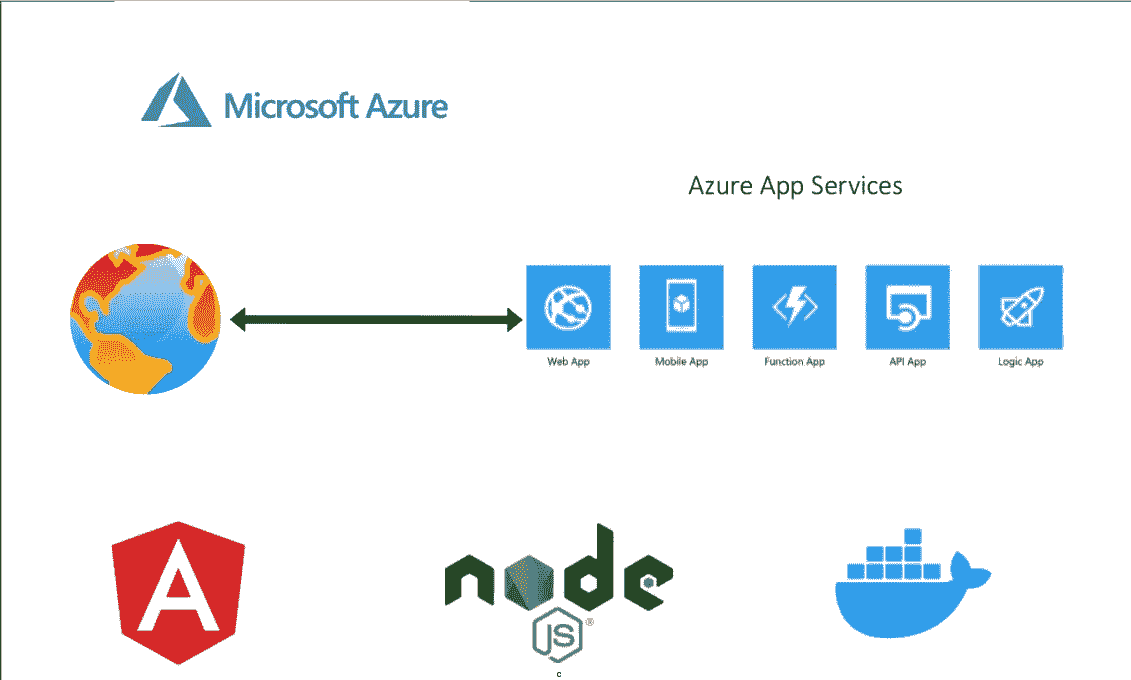 Microsoft Azure
Azure App Services
Web App
Mobile App
Function App
API App
Logic App
A
node
JS ®
c